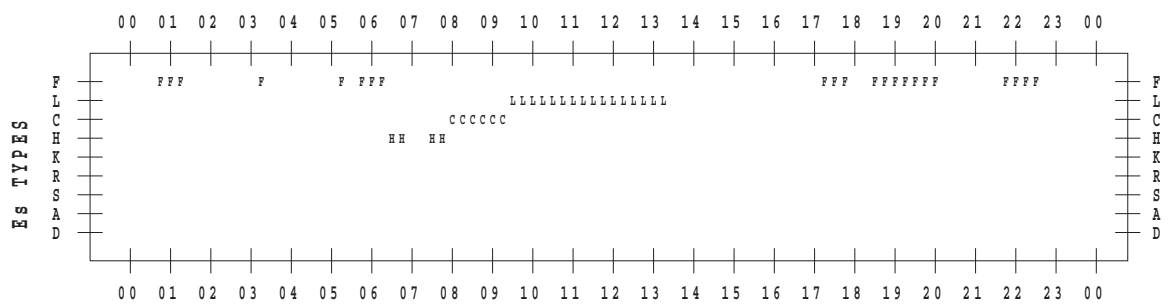 00 01 02 03 04 05 06 07 08 09 10 11 12 13 14 15 16 17 18 19 20 21 22 23 00
F FFF F F FFF FFF FFFFFFF FFFF F
L LLLLLLLLLLLLLLLL L
C CCCCCC C
H HH HH H
K K
R R
S S
A A
D D
Es TYPES
00 01 02 03 04 05 06 07 08 09 10 11 12 13 14 15 16 17 18 19 20 21 22 23 00